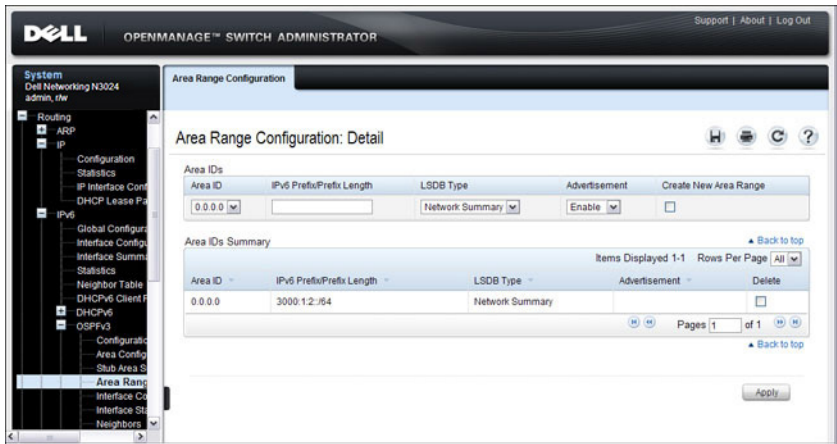 Support | About | Log Out
DELL OPENMANAGE™ SWITCH ADMINISTRATOR
System
Dell Networking N3024
admin, r/w
Routing
ARP
IP
Configuration
Statistics
IP Interface Conf
DHCP Lease Pa
IPv6
Global Configura
Interface Configu
Interface Summa
Statistics
Neighbor Table
DHCPv6 Client P
DHCPv6
OSPFv3
Configuratio
Area Config
Stub Area S
Area Rang
Interface Co
Interface Sta
Neighbors
Area Range Configuration
Area Range Configuration: Detail
Area IDs
Area ID IPv6 Prefix/Prefix Length LSDB Type Advertisement Create New Area Range
0.0.0.0 Network Summary Enable
Area IDs Summary Back to top
Items Displayed 1-1 Rows Per Page All
Area ID IPv6 Prefix/Prefix Length LSDB Type Advertisement Delete
0.0.0.0 3000:1:2::/64 Network Summary
Pages 1 of 1
Back to top
Apply